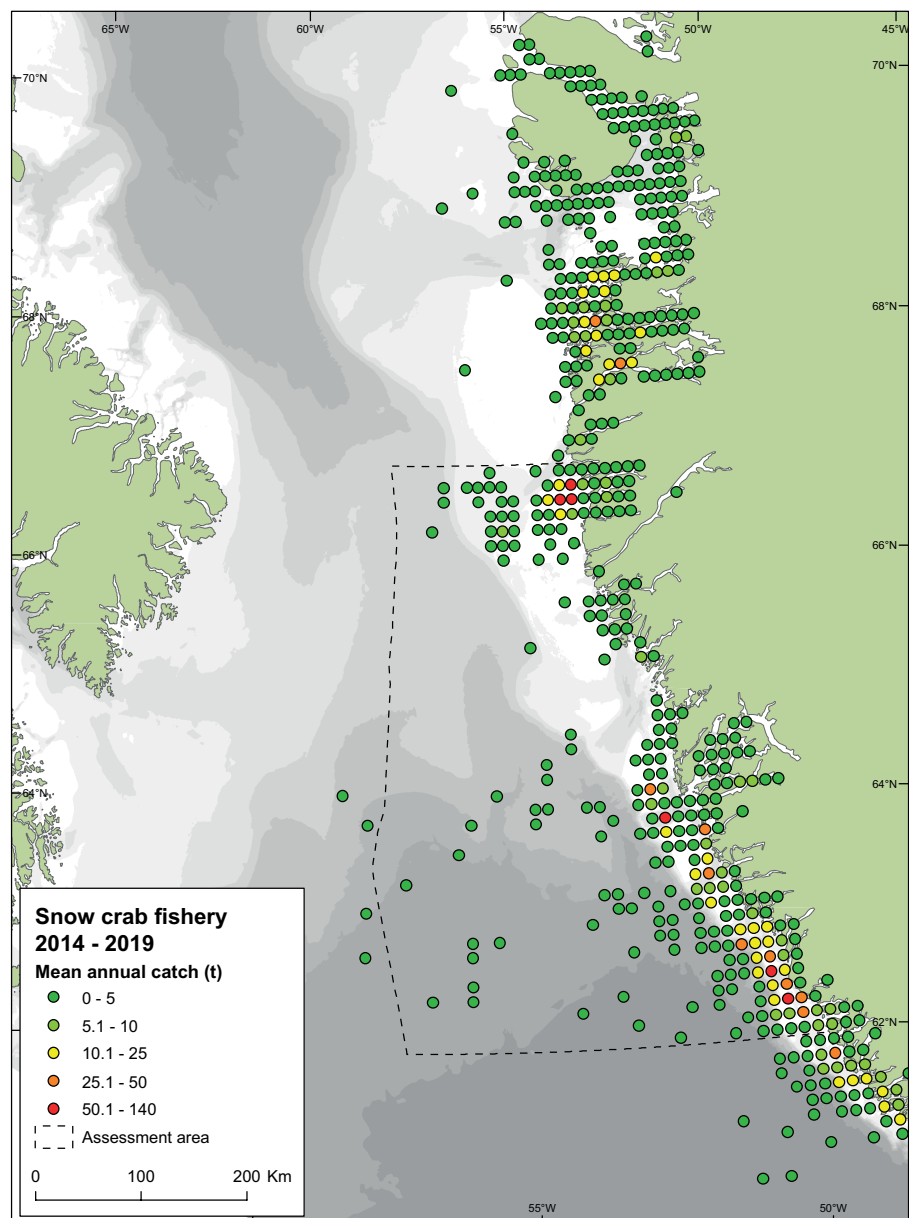 65°W 60°W 55°W 50°W 45°W
70°N 70°N
68°N 68°N
66°N 66°N
64°N 64°N
62°N
Snow crab fishery
2014 - 2019
Mean annual catch (t)
0 - 5
5.1 - 10
10.1 - 25
25.1 - 50
50.1 - 140
Assessment area
0 100 200 Km
55°W 50°W